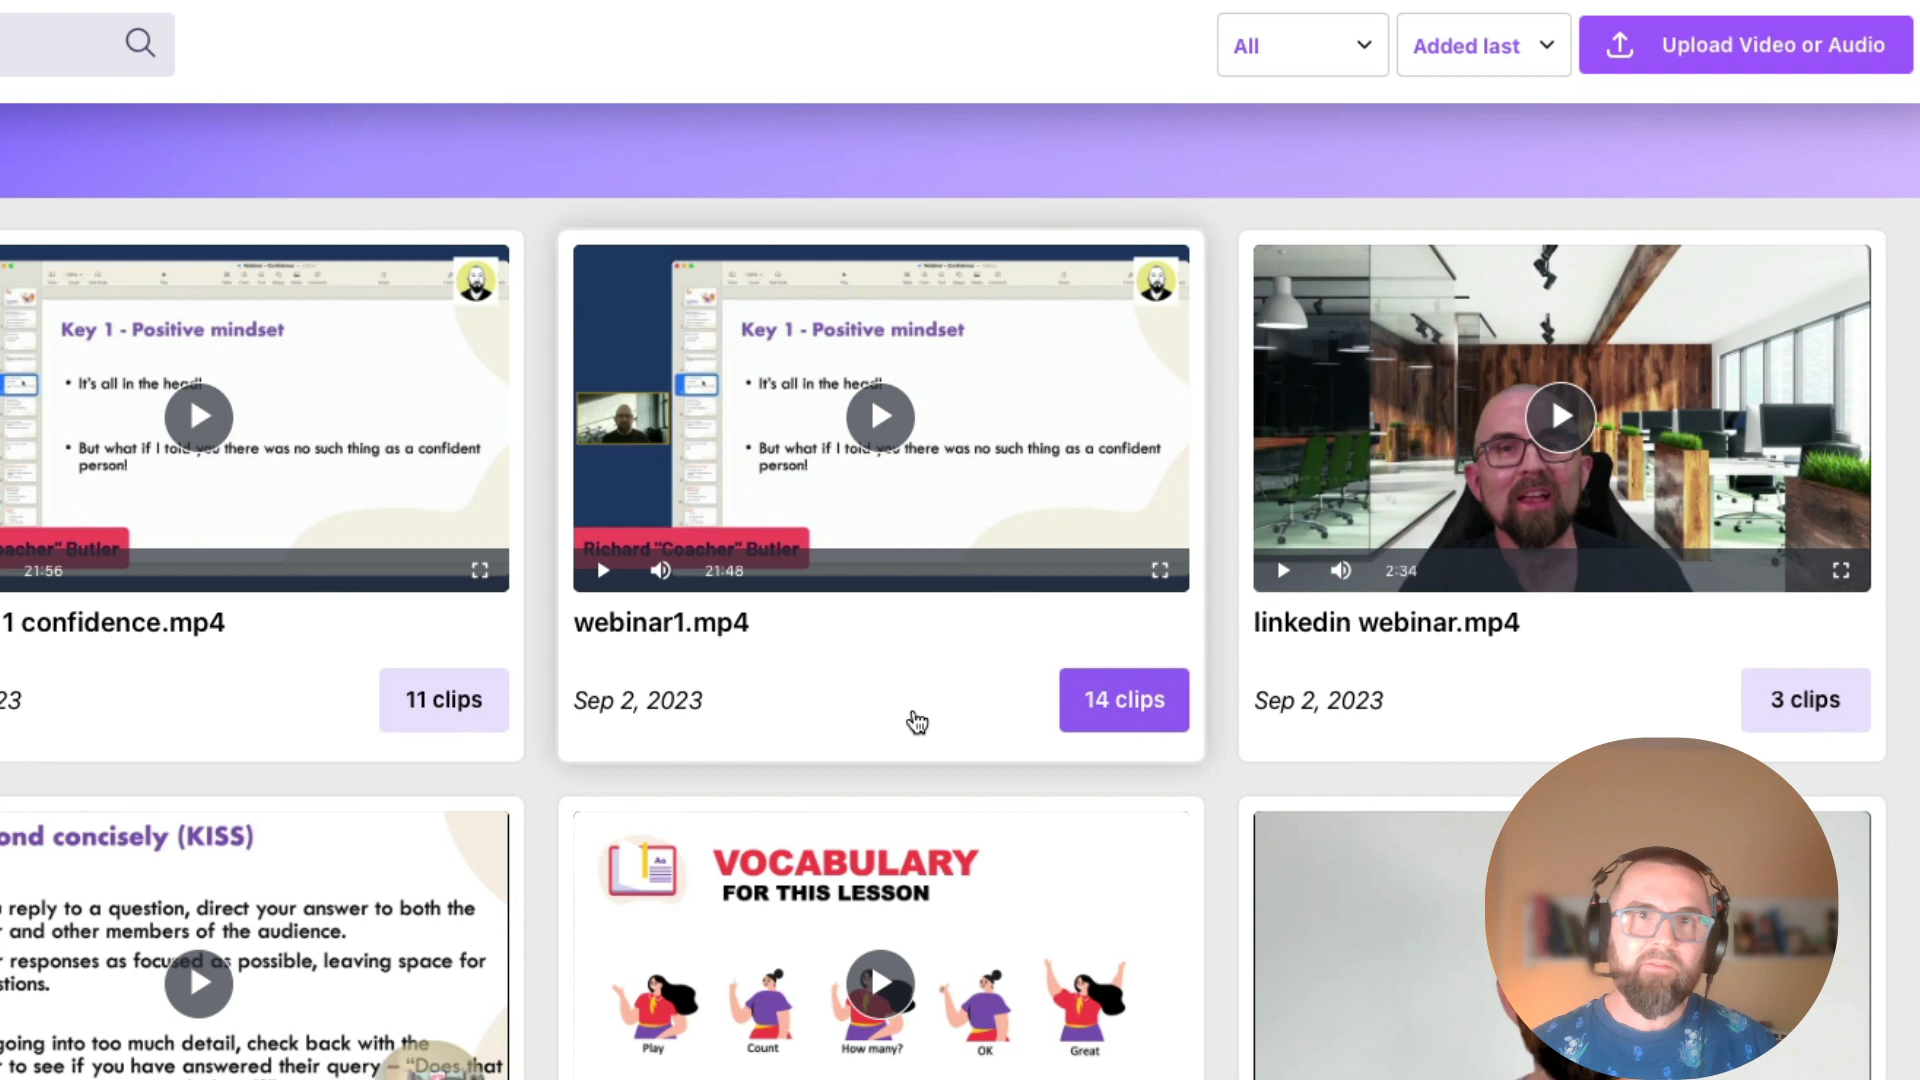 All
Added last
Upload Video or Audio
Key 1 - Positive mindset
• It's all in the head!
• But what if I told you there was no such thing as a confident
person!
oacher" Butler
21:56
1 confidence.mp4
23
11 clips
Key 1 - Positive mindset
• It's all in the head!
• But what if I told you there was no such thing as a confident
person!
Richard "Coacher" Butler
21:48
webinar1.mp4
Sep 2, 2023
14 clips
2:34
linkedin webinar.mp4
Sep 2, 2023
3 clips
ond concisely (KISS)
reply to a question, direct your answer to both the
and other members of the audience.
responses as focused as possible, leaving space for
stions.
going into too much detail, check back with the
to see if you have answered their query – "Does that
VOCABULARY
FOR THIS LESSON
Aa
Play
Count
How many?
OK
Great